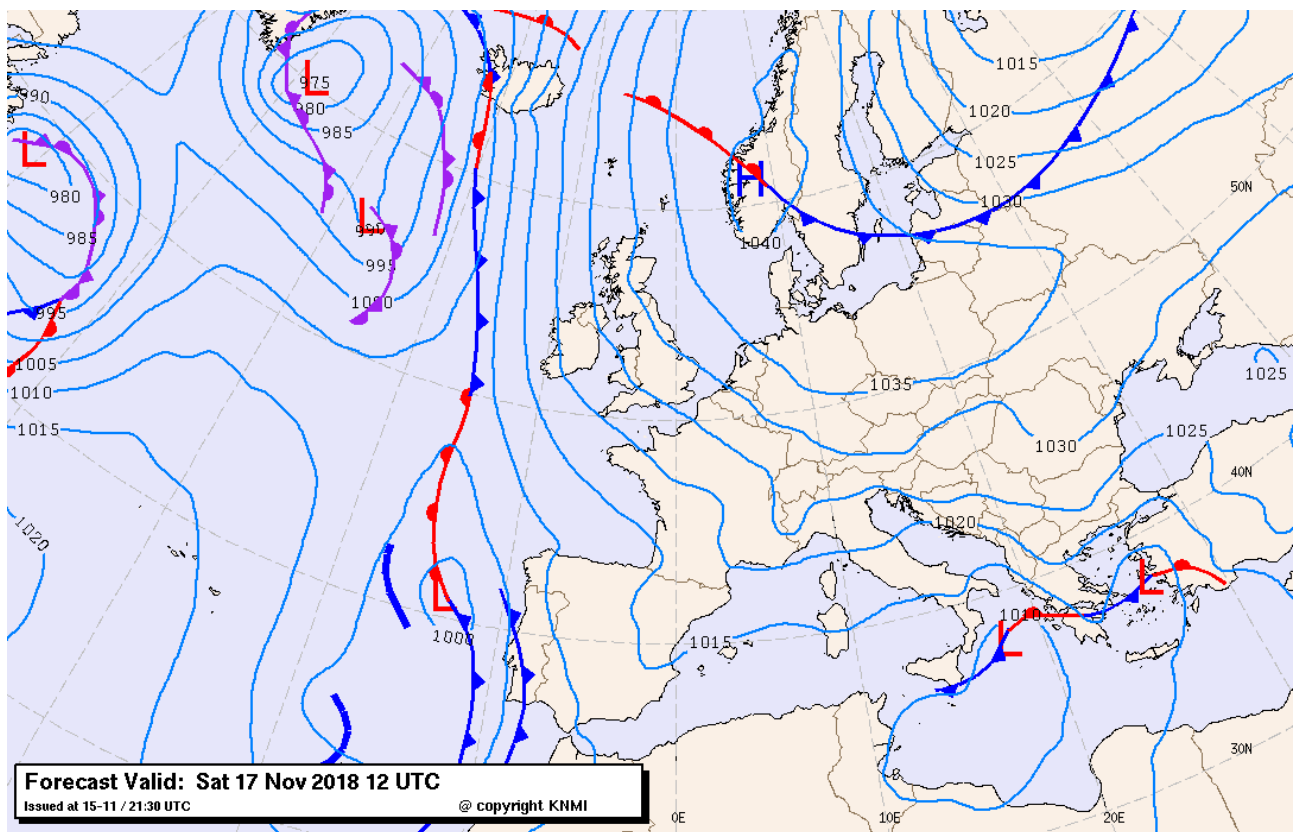 1015
975
L
990
980
985
1020
1025
L
980
H
50N
1030
L
990
985
995
1040
1000
995
1005
1010
1035
1025
1015
1030
1025
40N
1020
1020
1010
L
L
1000
L
1015
30N
Forecast Valid: Sat 17 Nov 2018 12 UTC
Issued at 15-11 / 21:30 UTC @ copyright KNMI
0E
10E
20E